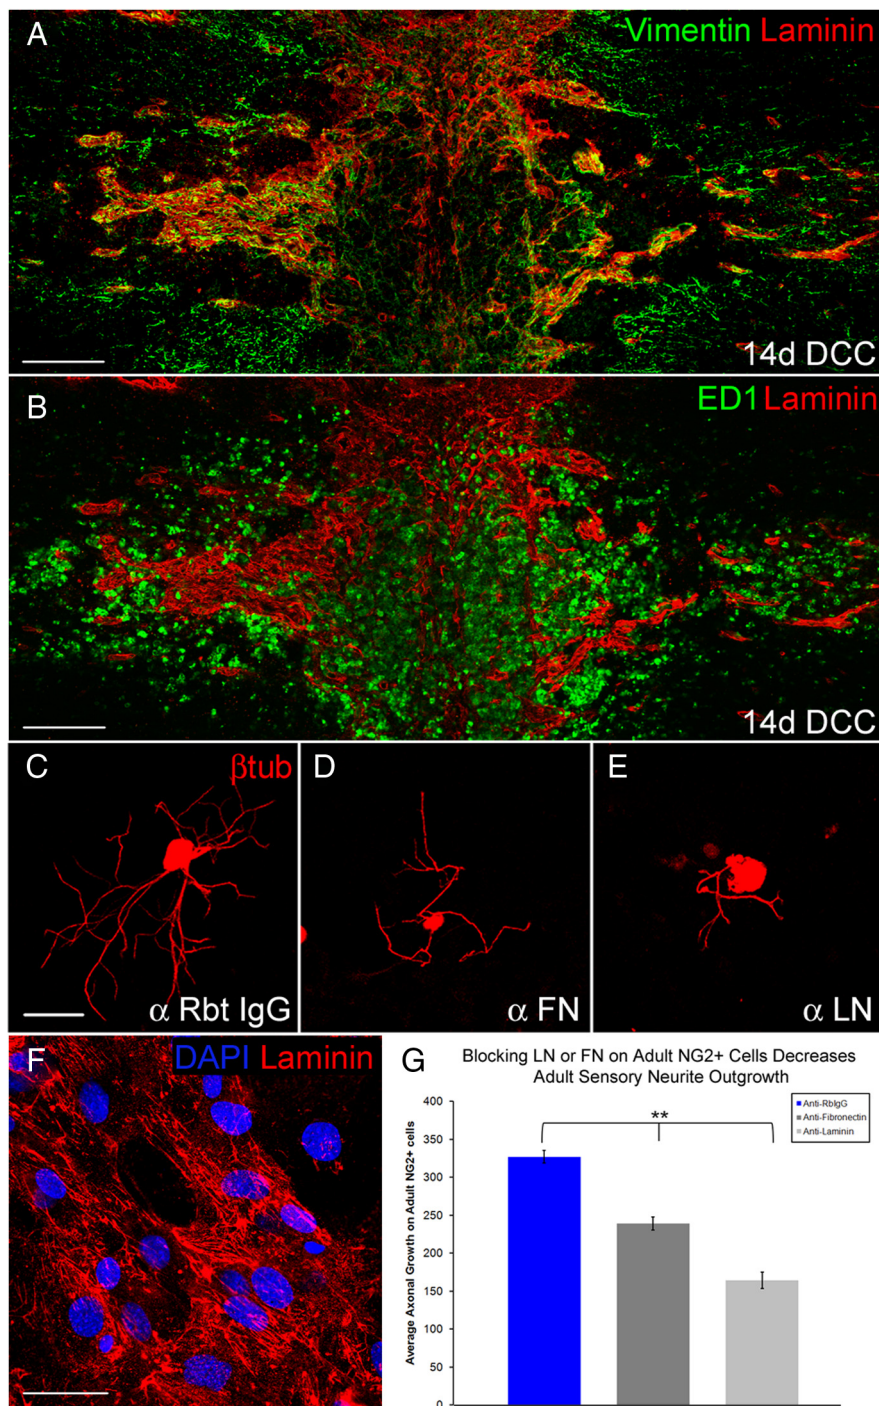 A
Vimentin Laminin
14d DCC
B
ED1 Laminin
14d DCC
C
βtub
α Rbt IgG
D
α FN
E
α LN
F
DAPI Laminin
G
Blocking LN or FN on Adult NG2+ Cells Decreases
Adult Sensory Neurite Outgrowth
Average Axonal Growth on Adult NG2+ cells
400
350
300
250
200
150
100
50
0
**
Anti-RbIgG
Anti-Fibronectin
Anti-Laminin